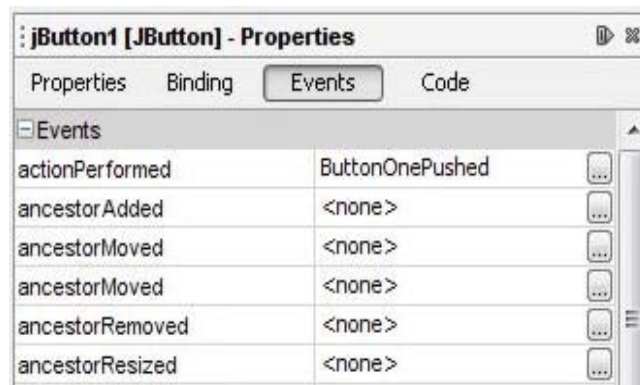 jButton1 [JButton] - Properties
Properties Binding Events Code
Events
actionPerformed ButtonOnePushed ...
ancestorAdded <none> ...
ancestorMoved <none> ...
ancestorMoved <none> ...
ancestorRemoved <none> ...
ancestorResized <none> ...